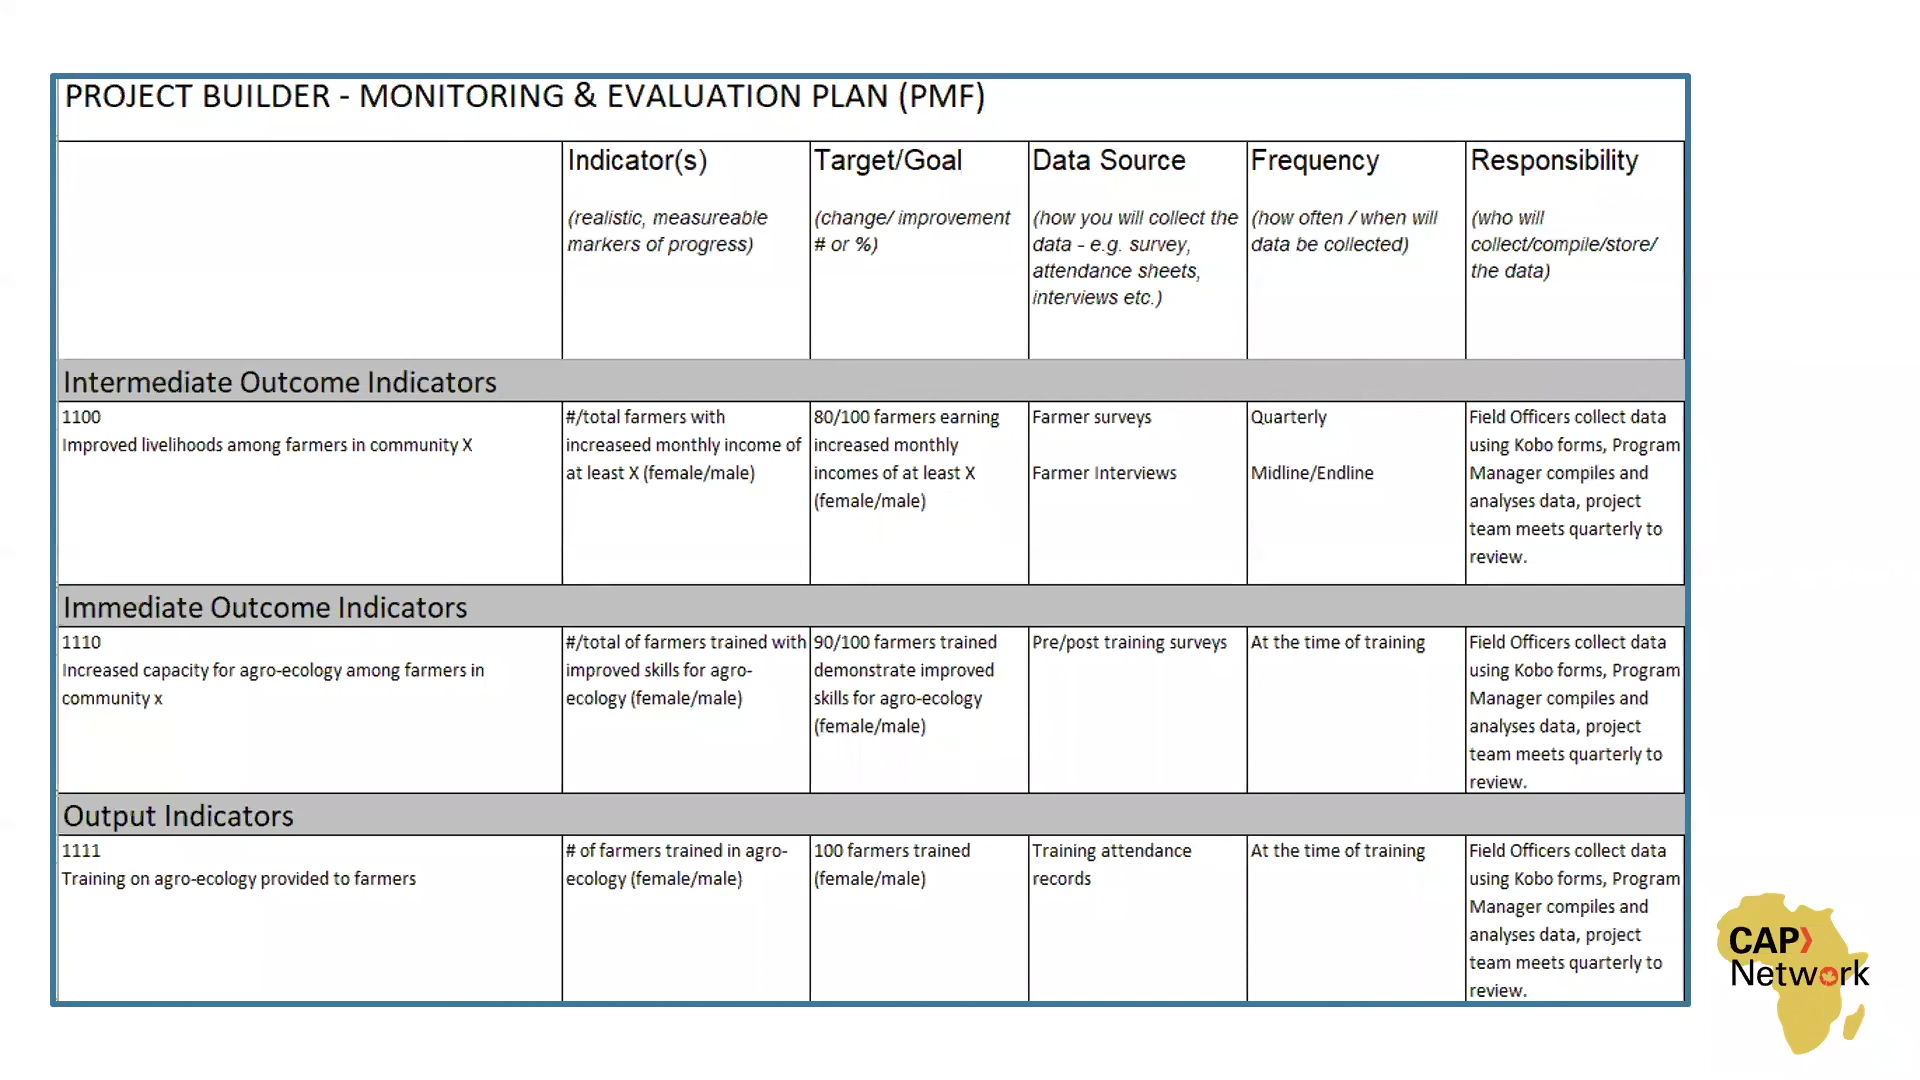 PROJECT BUILDER - MONITORING & EVALUATION PLAN (PMF)
Indicator(s)
(realistic, measureable
markers of progress)
Target/Goal
(change/ improvement
# or %)
Data Source
(how you will collect the
data - e.g. survey,
attendance sheets,
interviews etc.)
Frequency
(how often / when will
data be collected)
Responsibility
(who will
collect/compile/store/
the data)
Intermediate Outcome Indicators
1100
Improved livelihoods among farmers in community X
#/total farmers with
increaseed monthly income of
at least X (female/male)
80/100 farmers earning
increased monthly
incomes of at least X
(female/male)
Farmer surveys
Farmer Interviews
Quarterly
Midline/Endline
Field Officers collect data
using Kobo forms, Program
Manager compiles and
analyses data, project
team meets quarterly to
review.
Immediate Outcome Indicators
1110
Increased capacity for agro-ecology among farmers in
community x
#/total of farmers trained with
improved skills for agro-
ecology (female/male)
90/100 farmers trained
demonstrate improved
skills for agro-ecology
(female/male)
Pre/post training surveys
At the time of training
Field Officers collect data
using Kobo forms, Program
Manager compiles and
analyses data, project
team meets quarterly to
review.
Output Indicators
1111
Training on agro-ecology provided to farmers
# of farmers trained in agro-
ecology (female/male)
100 farmers trained
(female/male)
Training attendance
records
At the time of training
Field Officers collect data
using Kobo forms, Program
Manager compiles and
analyses data, project
team meets quarterly to
review.
CAP
Network